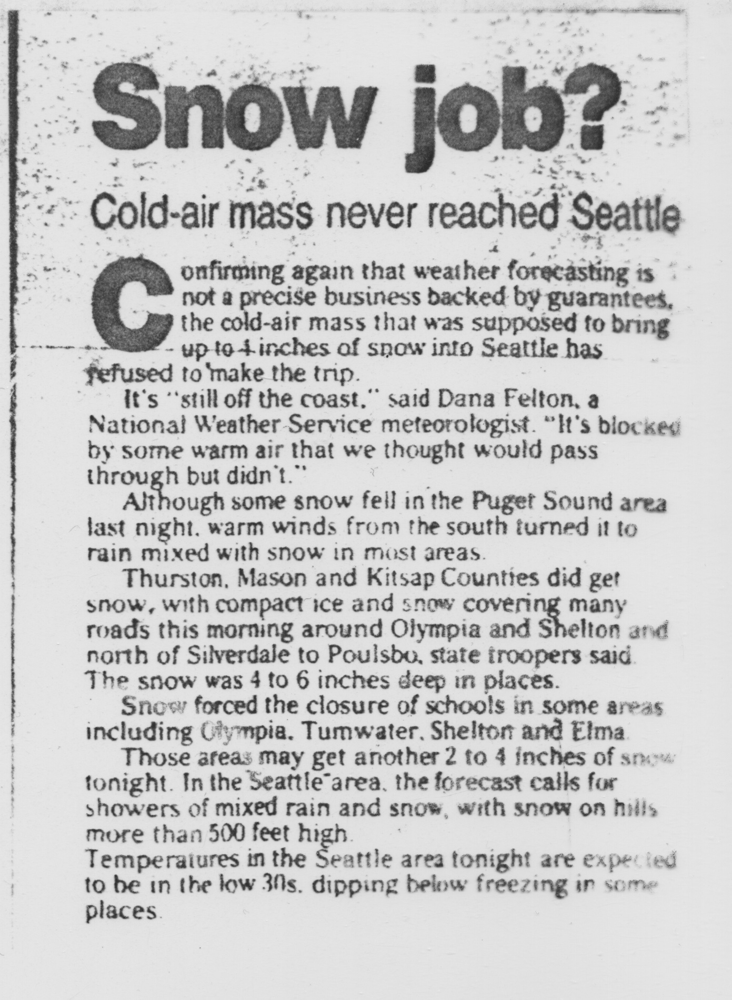 Snow job?
Cold-air mass never reached Seattle
Confirming again that weather forecasting is
not a precise business backed by guarantees,
the cold-air mass that was supposed to bring
up to 4 inches of snow into Seattle has
refused to make the trip.
It's "still off the coast," said Dana Felton, a
National Weather Service meteorologist. "It's blocked
by some warm air that we thought would pass
through but didn't."
Although some snow fell in the Puget Sound area
last night, warm winds from the south turned it to
rain mixed with snow in most areas.
Thurston, Mason and Kitsap Counties did get
snow, with compact ice and snow covering many
roads this morning around Olympia and Shelton and
north of Silverdale to Poulsbo, state troopers said.
The snow was 4 to 6 inches deep in places.
Snow forced the closure of schools in some areas
including Olympia, Tumwater, Shelton and Elma.
Those areas may get another 2 to 4 inches of snow
tonight. In the Seattle area, the forecast calls for
showers of mixed rain and snow, with snow on hills
more than 500 feet high.
Temperatures in the Seattle area tonight are expected
to be in the low 30s, dipping below freezing in some
places.